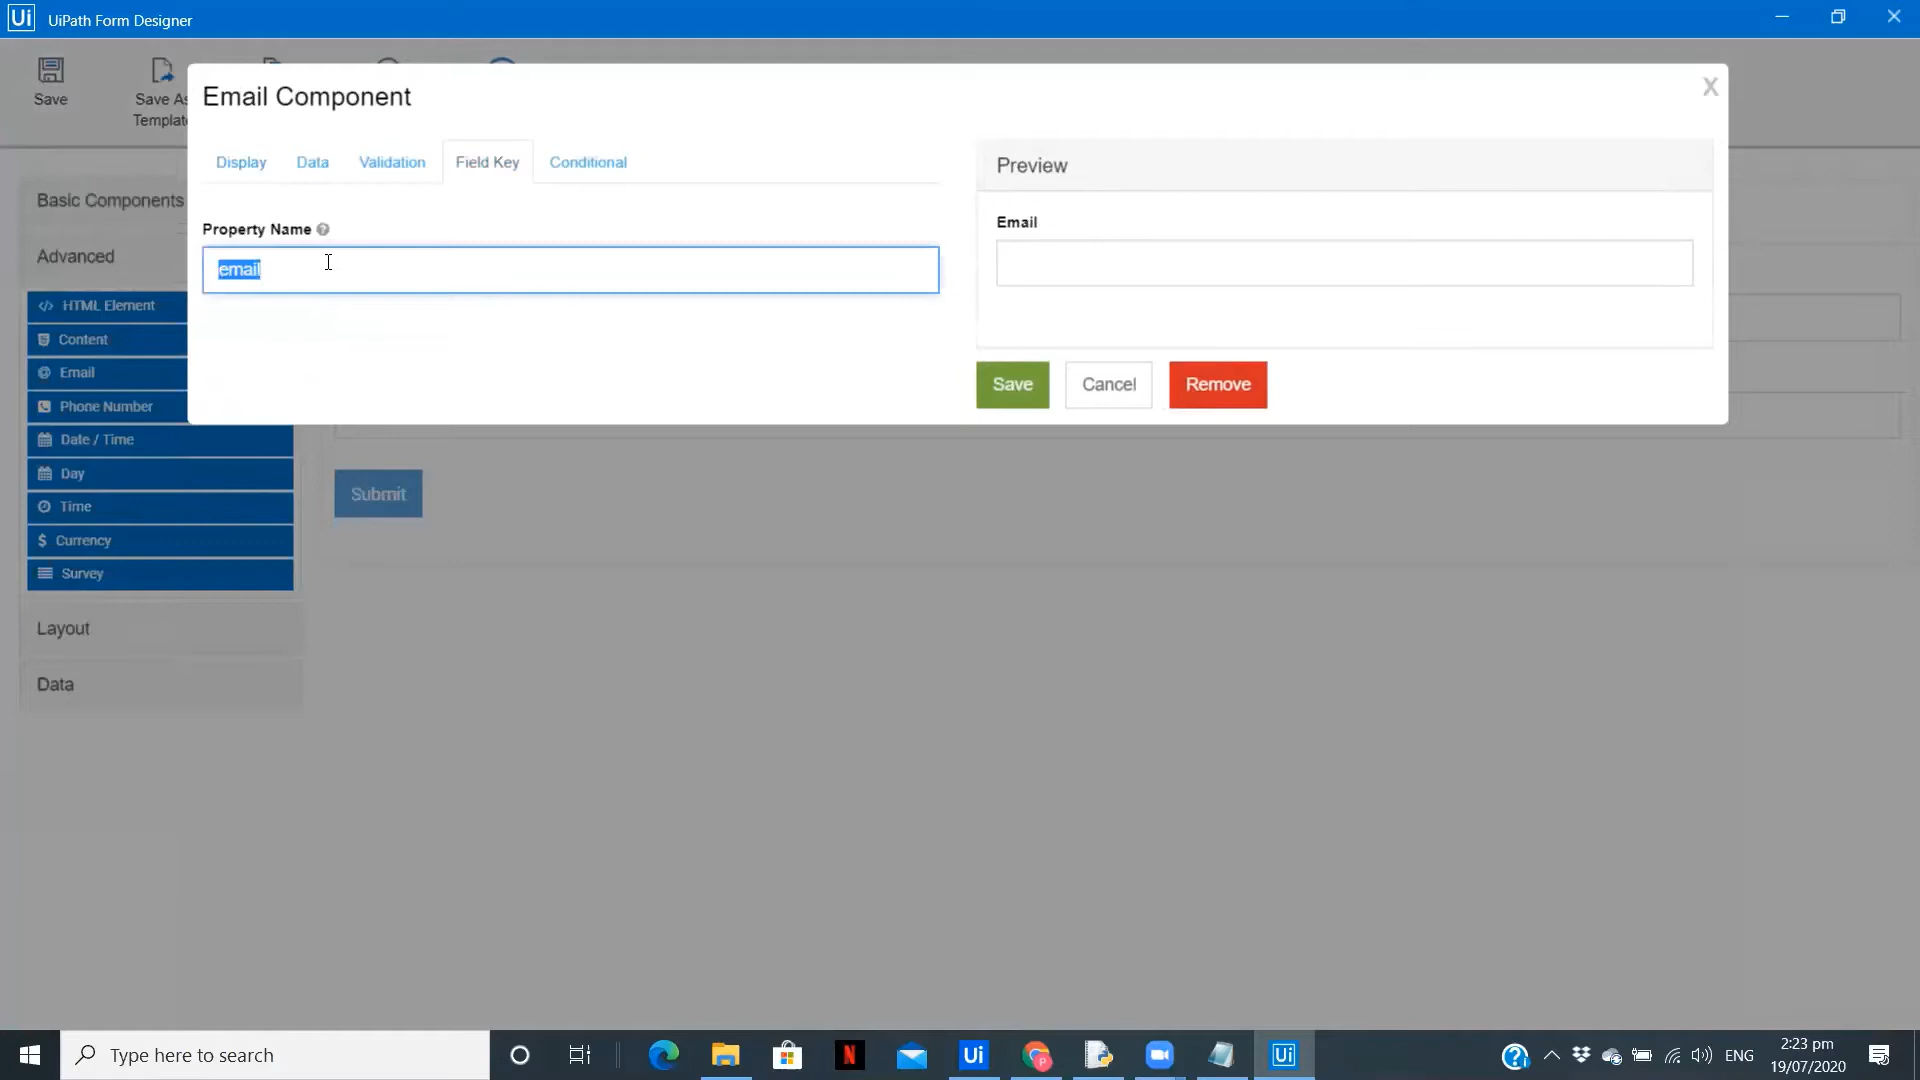 Ui UiPath Form Designer
Save
Save As
Template
Email Component
X
Display Data Validation Field Key Conditional
Property Name
email
Preview
Email
Save Cancel Remove
Basic Components
Advanced
HTML Element
Content
Email
Phone Number
Date / Time
Day
Time
$ Currency
Survey
Layout
Data
Submit
Type here to search
N
Ui
P
Ui
ENG
2:23 pm
19/07/2020